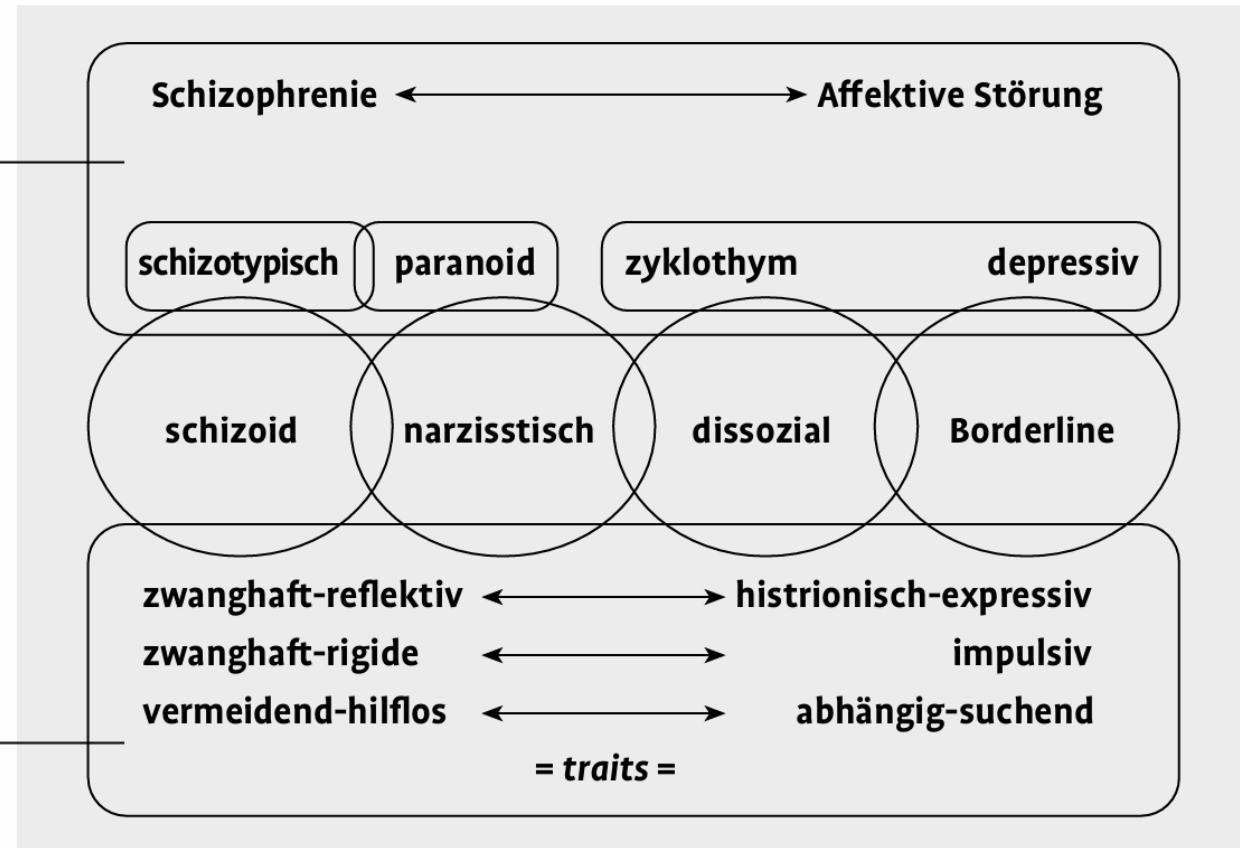 Schizophrenie Affektive Störung
schizotypisch paranoid zyklothym depressiv
schizoid narzisstisch dissozial Borderline
zwanghaft-reflektiv histrionisch-expressiv
zwanghaft-rigide impulsiv
vermeidend-hilflos abhängig-suchend
= traits =